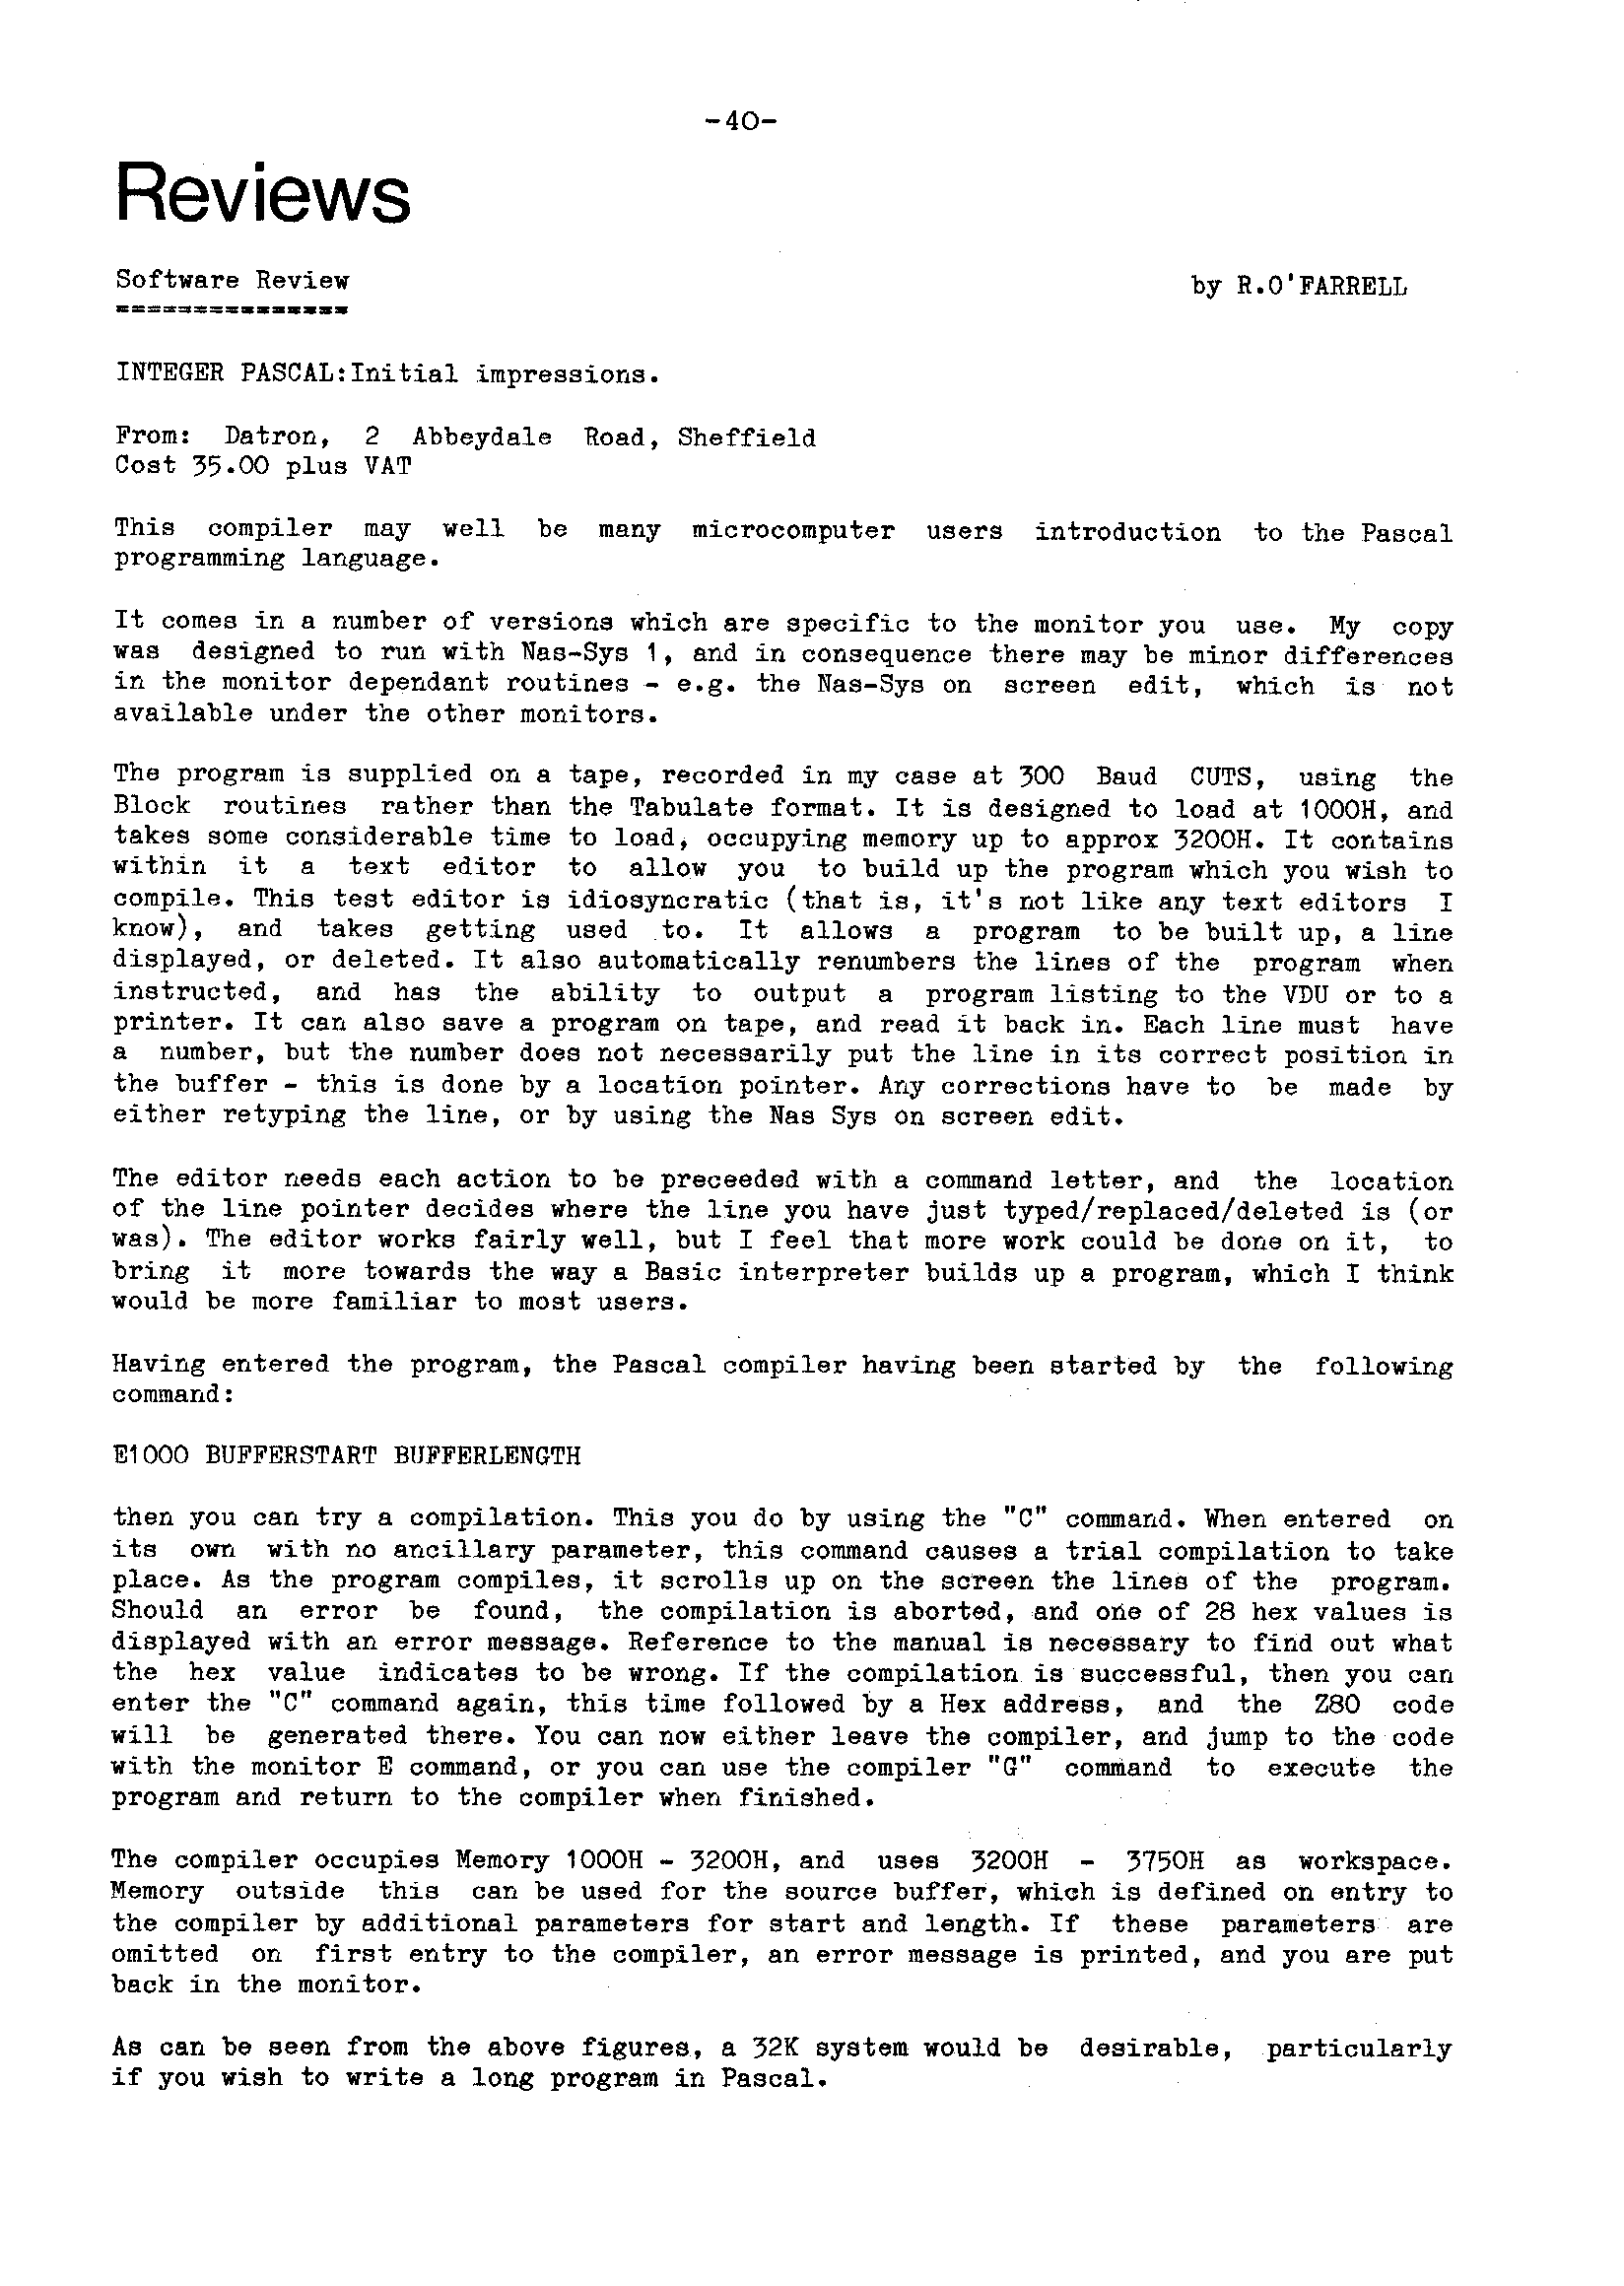 -40-
Reviews
Software Review
by R.O'FARRELL
===============
INTEGER PASCAL:Initial impressions.
From: Datron, 2 Abbeydale Road, Sheffield
Cost 35.00 plus VAT
This compiler may well be many microcomputer users introduction to the Pascal
programming language.
It comes in a number of versions which are specific to the monitor you use. My copy
was designed to run with Nas-Sys 1, and in consequence there may be minor differences
in the monitor dependant routines - e.g. the Nas-Sys on screen edit, which is not
available under the other monitors.
The program is supplied on a tape, recorded in my case at 300 Baud CUTS, using the
Block routines rather than the Tabulate format. It is designed to load at 1000H, and
takes some considerable time to load, occupying memory up to approx 3200H. It contains
within it a text editor to allow you to build up the program which you wish to
compile. This test editor is idiosyncratic (that is, it's not like any text editors I
know), and takes getting used to. It allows a program to be built up, a line
displayed, or deleted. It also automatically renumbers the lines of the program when
instructed, and has the ability to output a program listing to the VDU or to a
printer. It can also save a program on tape, and read it back in. Each line must have
a number, but the number does not necessarily put the line in its correct position in
the buffer - this is done by a location pointer. Any corrections have to be made by
either retyping the line, or by using the Nas Sys on screen edit.
The editor needs each action to be preceeded with a command letter, and the location
of the line pointer decides where the line you have just typed/replaced/deleted is (or
was). The editor works fairly well, but I feel that more work could be done on it, to
bring it more towards the way a Basic interpreter builds up a program, which I think
would be more familiar to most users.
Having entered the program, the Pascal compiler having been started by the following
command:
E1000 BUFFERSTART BUFFERLENGTH
then you can try a compilation. This you do by using the "C" command. When entered on
its own with no ancillary parameter, this command causes a trial compilation to take
place. As the program compiles, it scrolls up on the screen the lines of the program.
Should an error be found, the compilation is aborted, and one of 28 hex values is
displayed with an error message. Reference to the manual is necessary to find out what
the hex value indicates to be wrong. If the compilation is successful, then you can
enter the "C" command again, this time followed by a Hex address, and the Z80 code
will be generated there. You can now either leave the compiler, and jump to the code
with the monitor E command, or you can use the compiler "G" command to execute the
program and return to the compiler when finished.
The compiler occupies Memory 1000H - 3200H, and uses 3200H - 3750H as workspace.
Memory outside this can be used for the source buffer, which is defined on entry to
the compiler by additional parameters for start and length. If these parameters are
omitted on first entry to the compiler, an error message is printed, and you are put
back in the monitor.
As can be seen from the above figures, a 32K system would be desirable, particularly
if you wish to write a long program in Pascal.